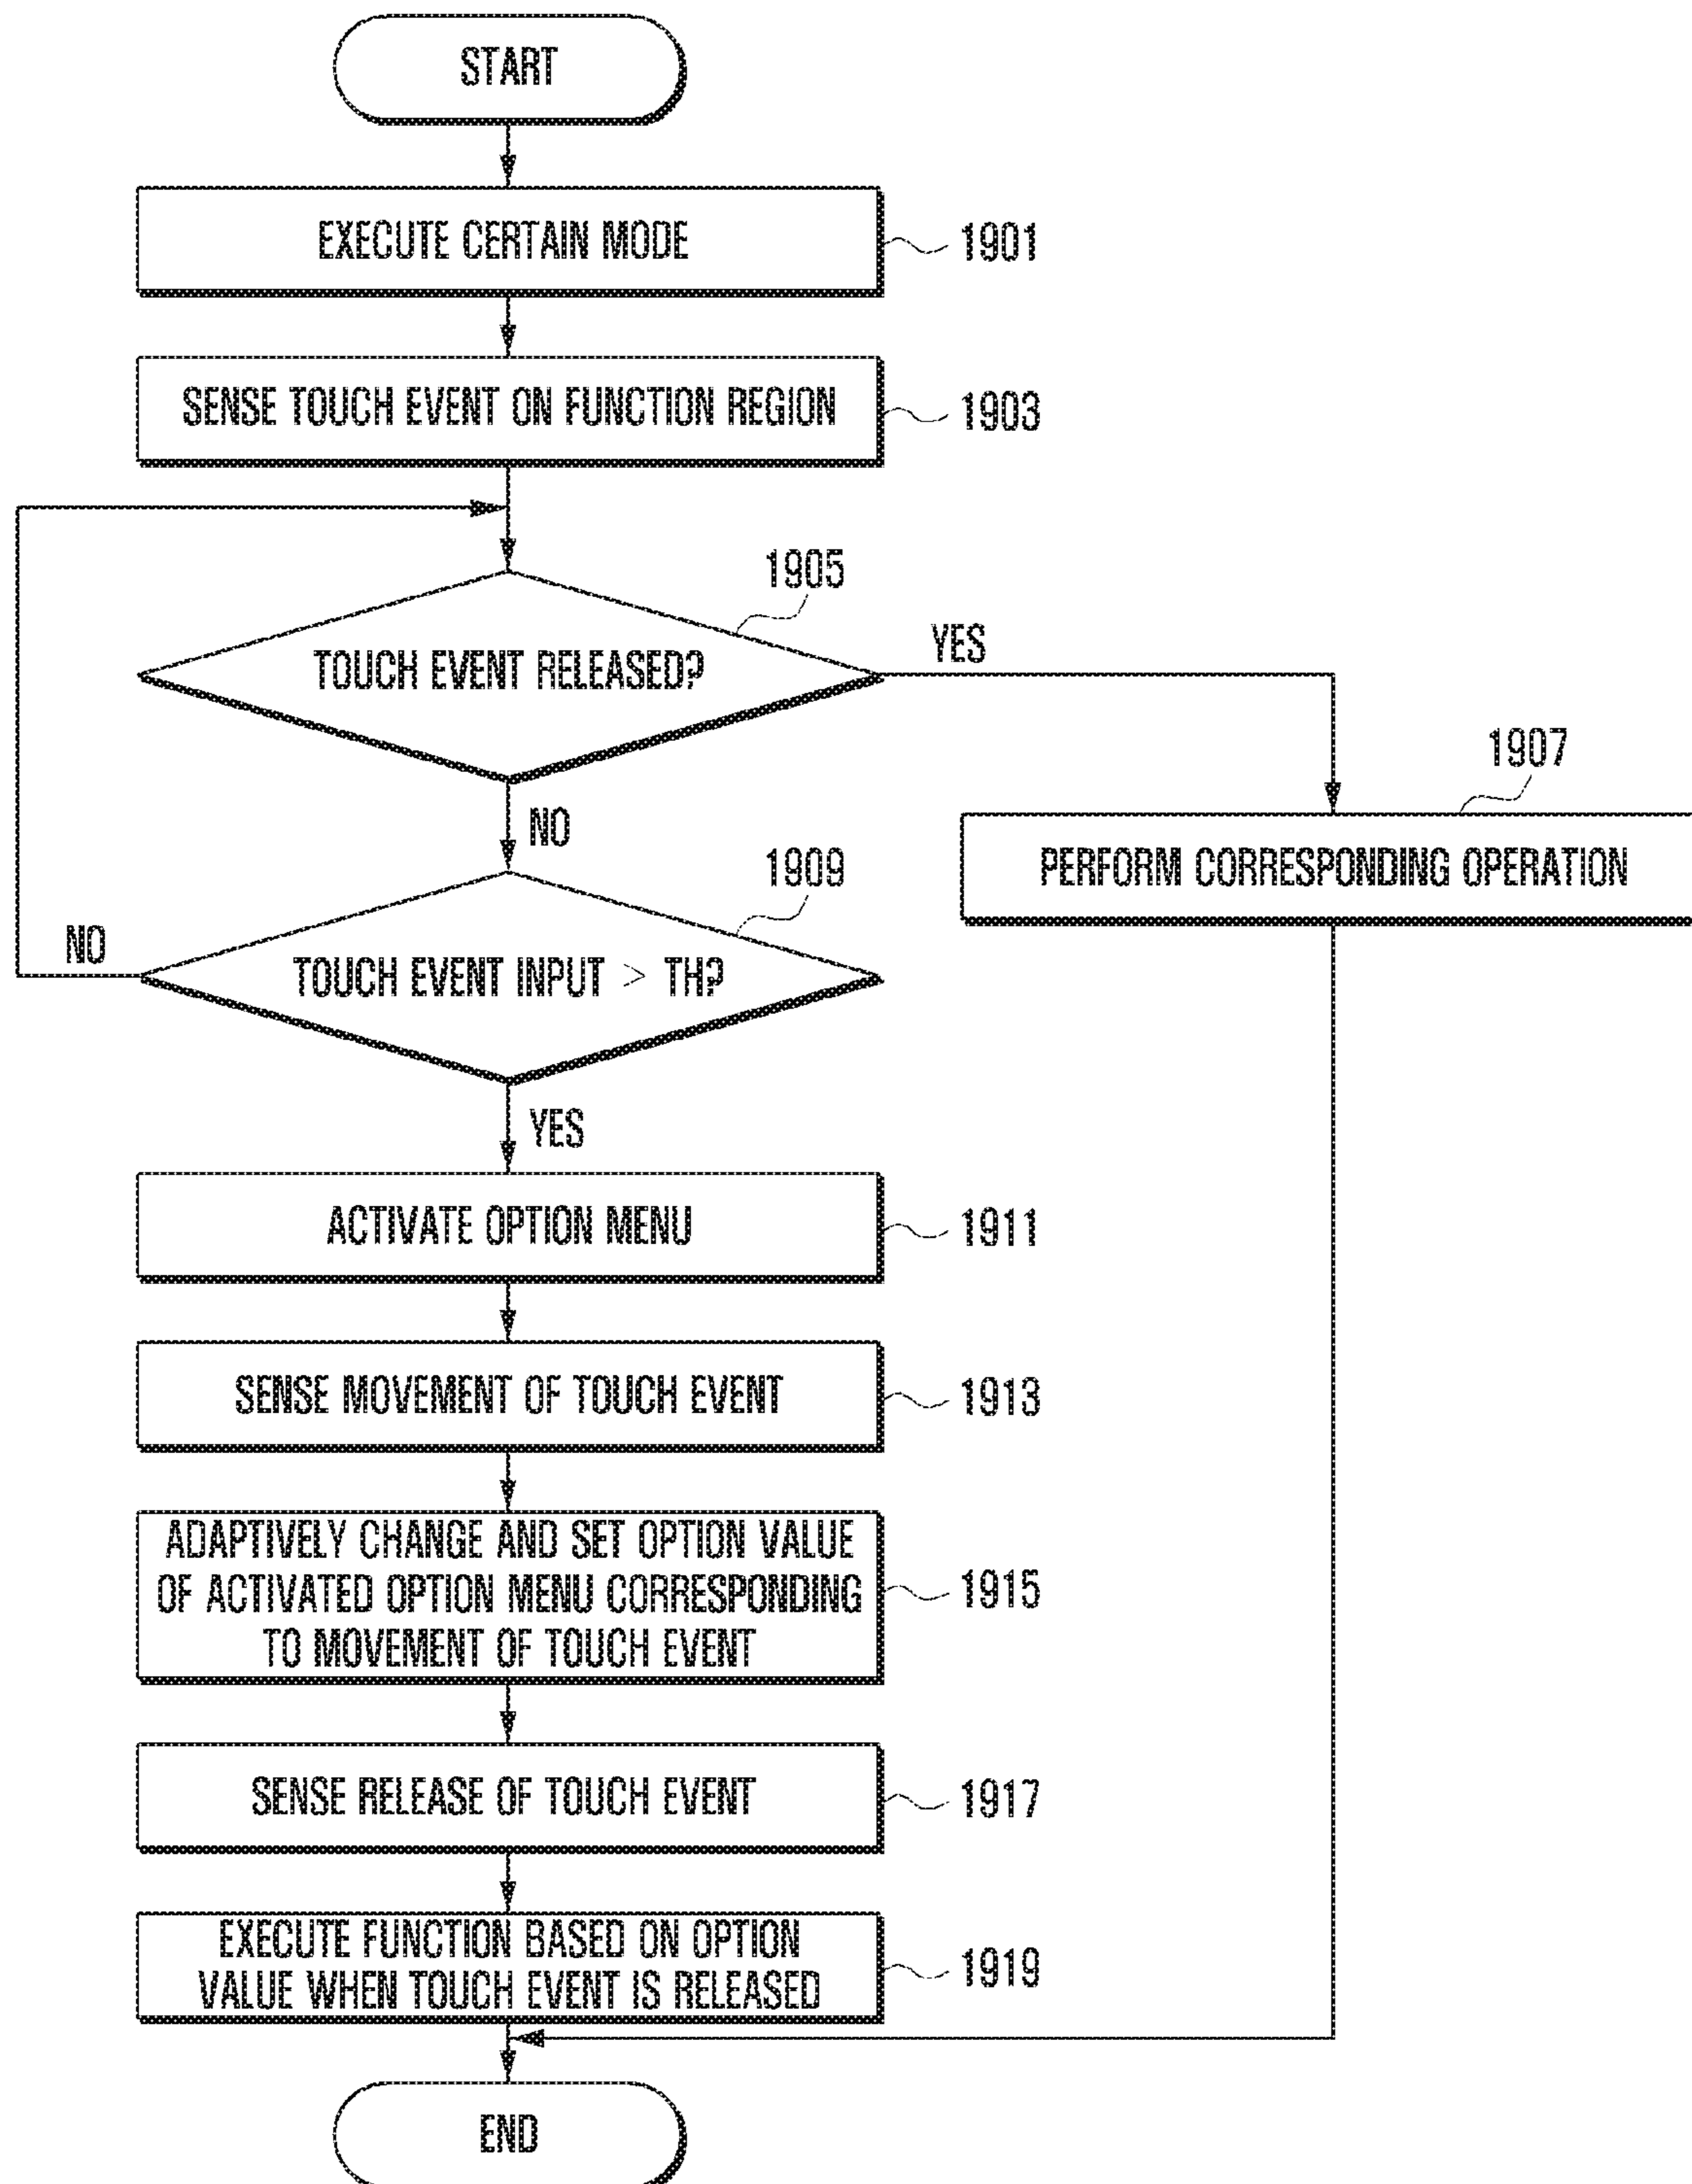 START
EXECUTE CERTAIN MODE
1901
SENSE TOUCH EVENT ON FUNCTION REGION
1903
1905
TOUCH EVENT RELEASED?
YES
NO
1907
PERFORM CORRESPONDING OPERATION
1909
TOUCH EVENT INPUT > TH?
NO
YES
ACTIVATE OPTION MENU
1911
SENSE MOVEMENT OF TOUCH EVENT
1913
ADAPTIVELY CHANGE AND SET OPTION VALUE
OF ACTIVATED OPTION MENU CORRESPONDING
TO MOVEMENT OF TOUCH EVENT
1915
SENSE RELEASE OF TOUCH EVENT
1917
EXECUTE FUNCTION BASED ON OPTION
VALUE WHEN TOUCH EVENT IS RELEASED
1919
END